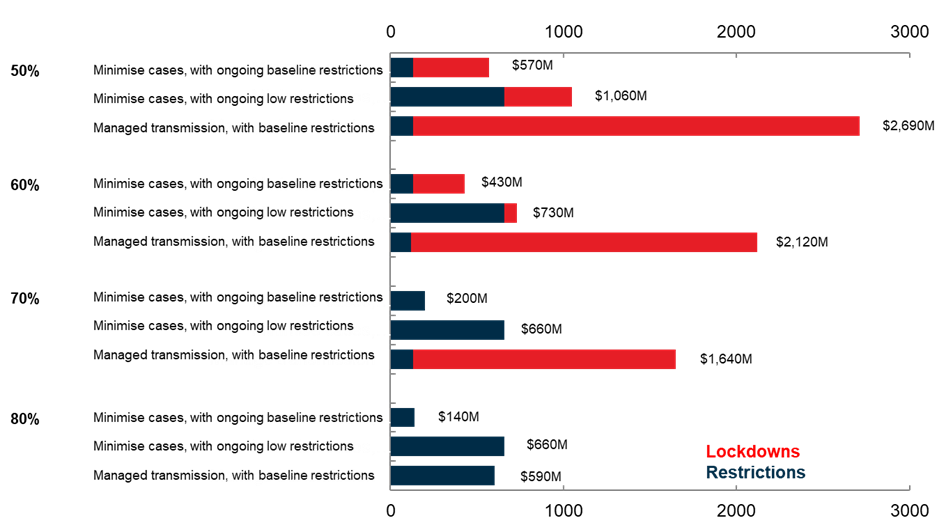 0 1000 2000 3000
50%
Minimise cases, with ongoing baseline restrictions $570M
Minimise cases, with ongoing low restrictions $1,060M
Managed transmission, with baseline restrictions $2,690M
60%
Minimise cases, with ongoing baseline restrictions $430M
Minimise cases, with ongoing low restrictions $730M
Managed transmission, with baseline restrictions $2,120M
70%
Minimise cases, with ongoing baseline restrictions $200M
Minimise cases, with ongoing low restrictions $660M
Managed transmission, with baseline restrictions $1,640M
80%
Minimise cases, with ongoing baseline restrictions $140M
Minimise cases, with ongoing low restrictions $660M
Managed transmission, with baseline restrictions $590M
Lockdowns
Restrictions
0 1000 2000 3000